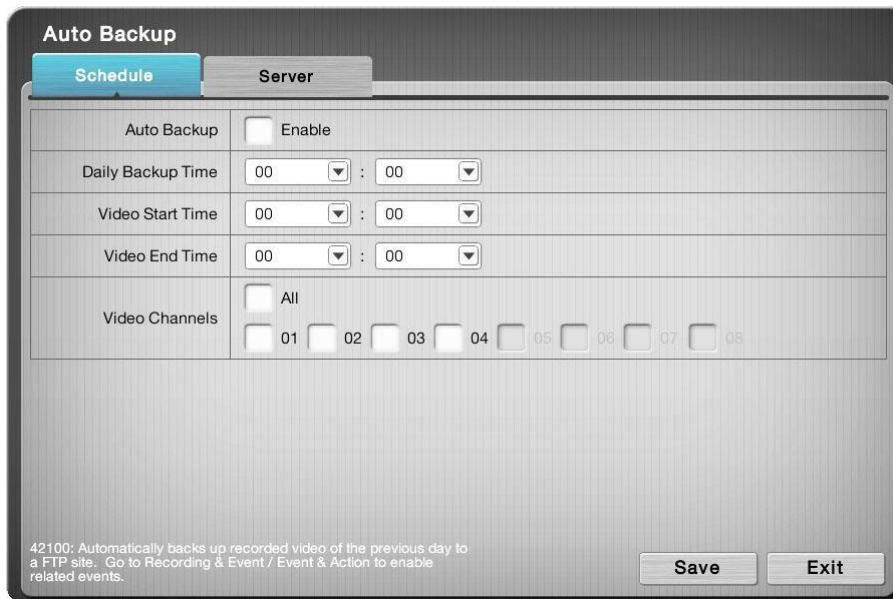 Auto Backup
Schedule Server
Auto Backup Enable
Daily Backup Time 00 : 00
Video Start Time 00 : 00
Video End Time 00 : 00
Video Channels All
01 02 03 04 05 06 07 08
42100: Automatically backs up recorded video of the previous day to
a FTP site. Go to Recording & Event / Event & Action to enable
related events.
Save Exit